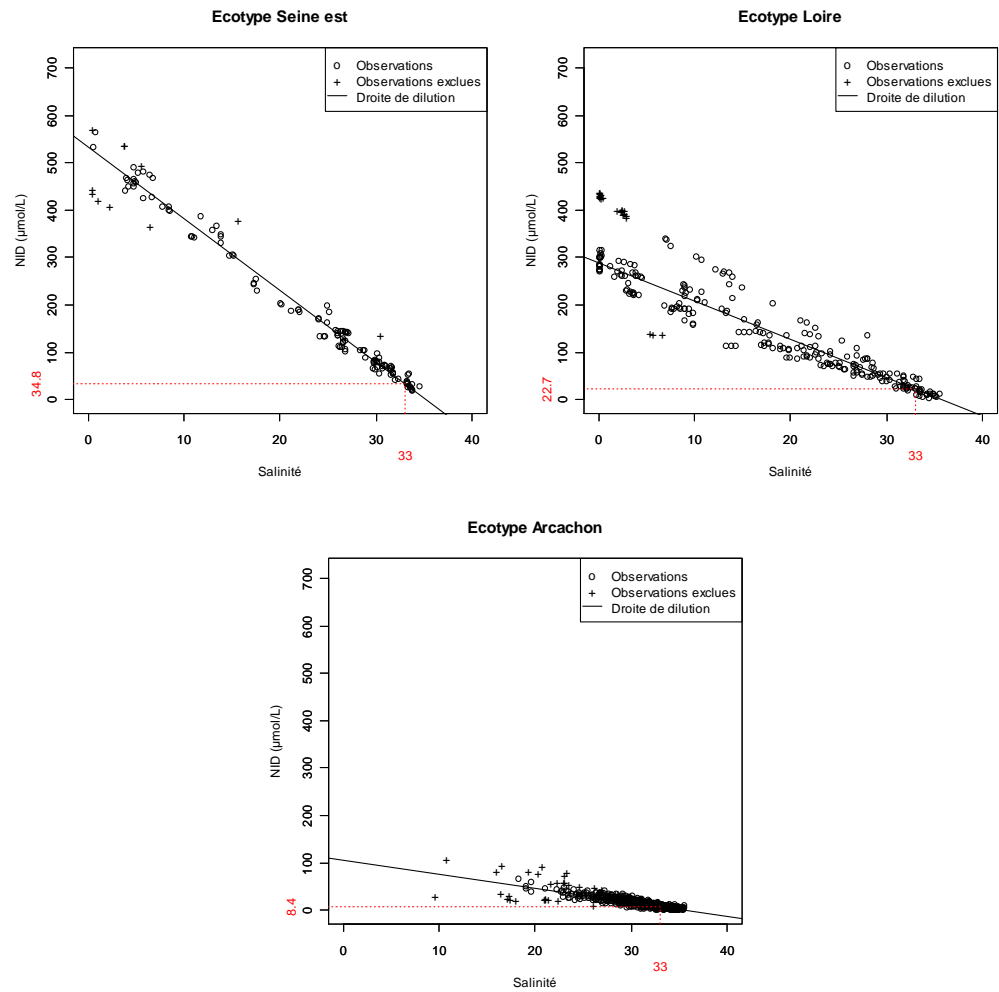 Ecotype Seine est
Observations
Observations exclues
Droite de dilution
NID (µmol/L)
0 100 200 300 400 500 600 700
34.8
0 10 20 30 40
33
Salinité
Ecotype Loire
Observations
Observations exclues
Droite de dilution
NID (µmol/L)
0 100 200 300 400 500 600 700
22.7
0 10 20 30 40
33
Salinité
Ecotype Arcachon
Observations
Observations exclues
Droite de dilution
NID (µmol/L)
0 100 200 300 400 500 600 700
8.4
0 10 20 30 40
33
Salinité